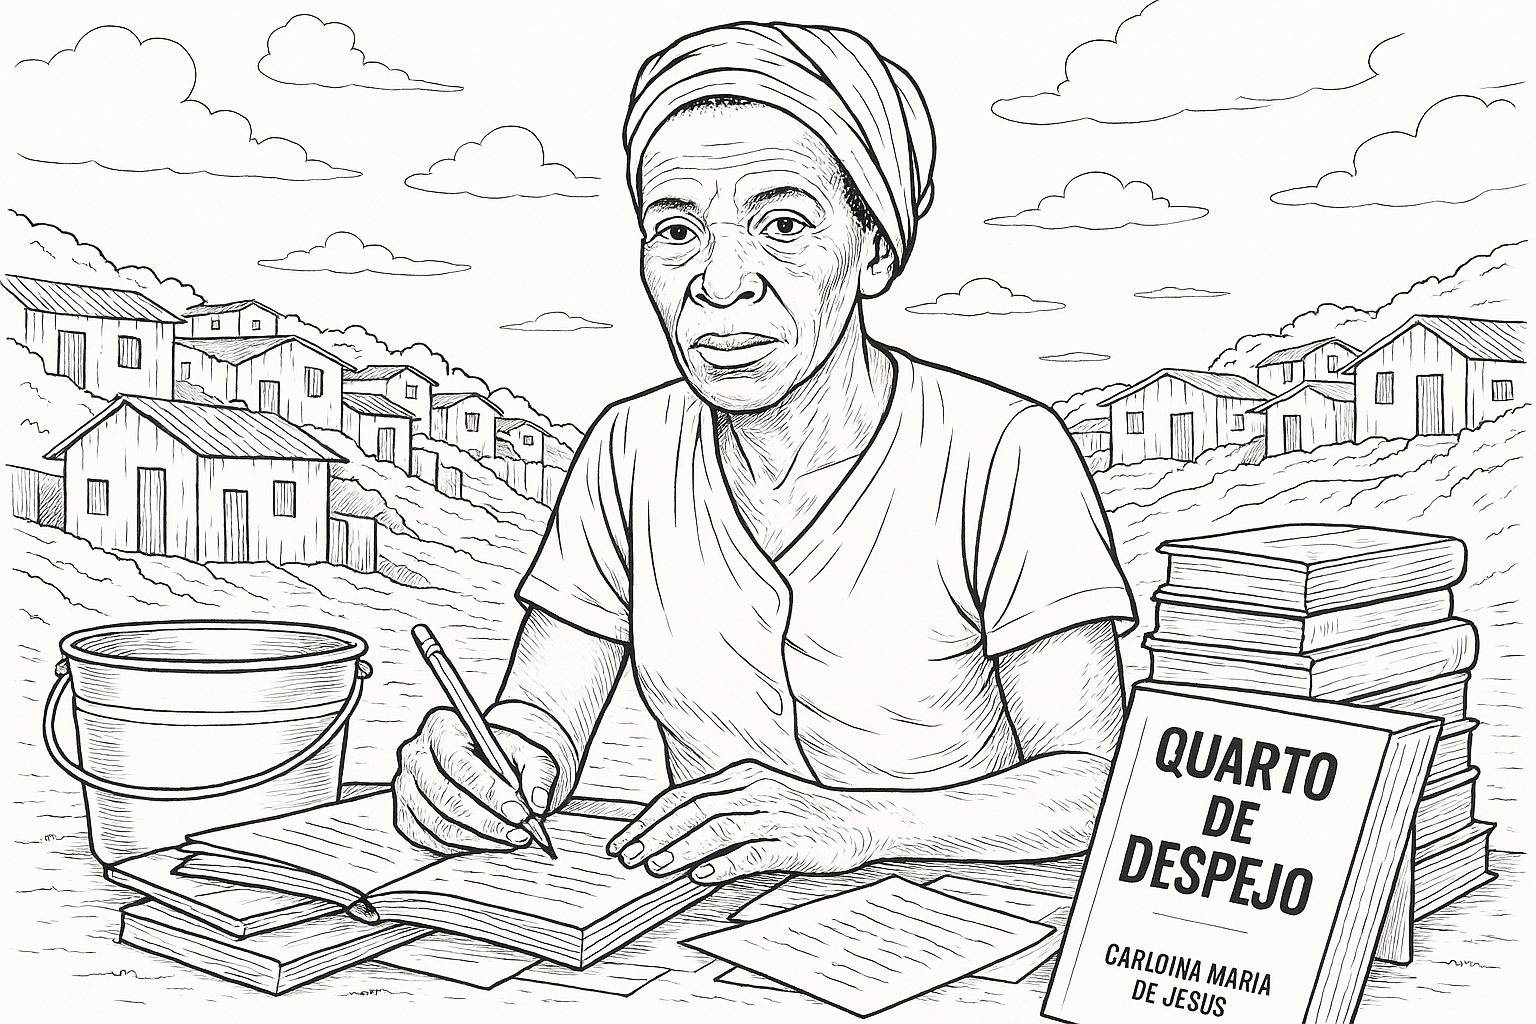 QUARTO
DE
DESPEJO
CARLOINA MARIA
DE JESUS